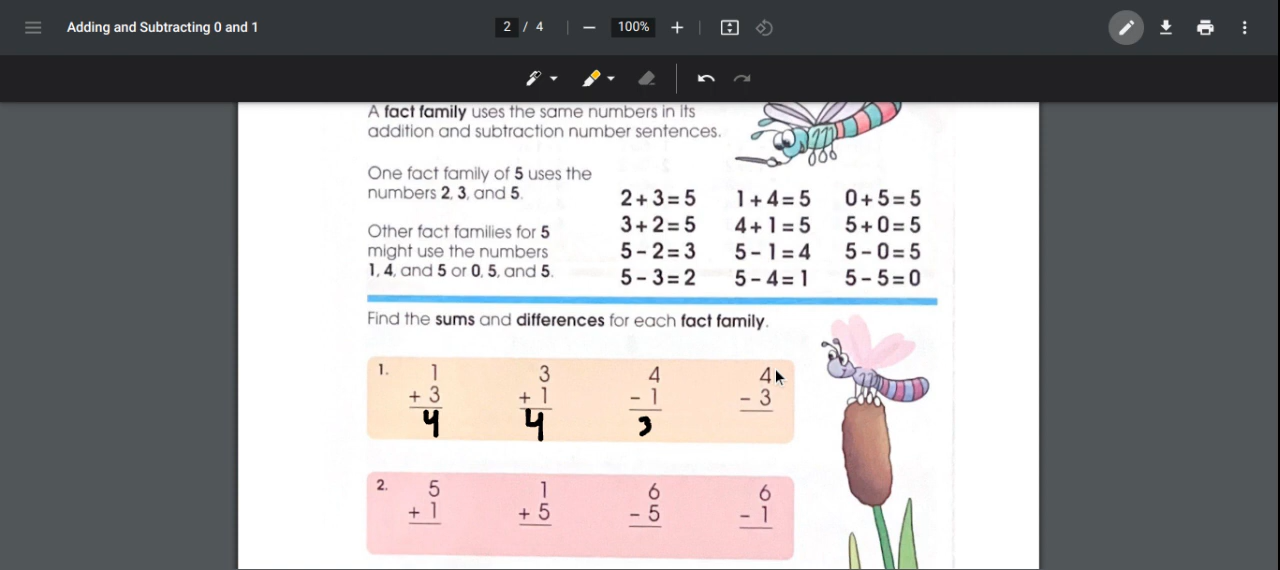 Adding and Subtracting 0 and 1
2 / 4
100%
A fact family uses the same numbers in its
addition and subtraction number sentences.
One fact family of 5 uses the
numbers 2, 3, and 5.
Other fact families for 5
might use the numbers
1, 4, and 5 or 0, 5, and 5.
2 + 3 = 5 1 + 4 = 5 0 + 5 = 5
3 + 2 = 5 4 + 1 = 5 5 + 0 = 5
5 - 2 = 3 5 - 1 = 4 5 - 0 = 5
5 - 3 = 2 5 - 4 = 1 5 - 5 = 0
Find the sums and differences for each fact family.
1. 1 3 4 4
+ 3 + 1 - 1 - 3
4 4 3
2. 5 1 6 6
+ 1 + 5 - 5 - 1